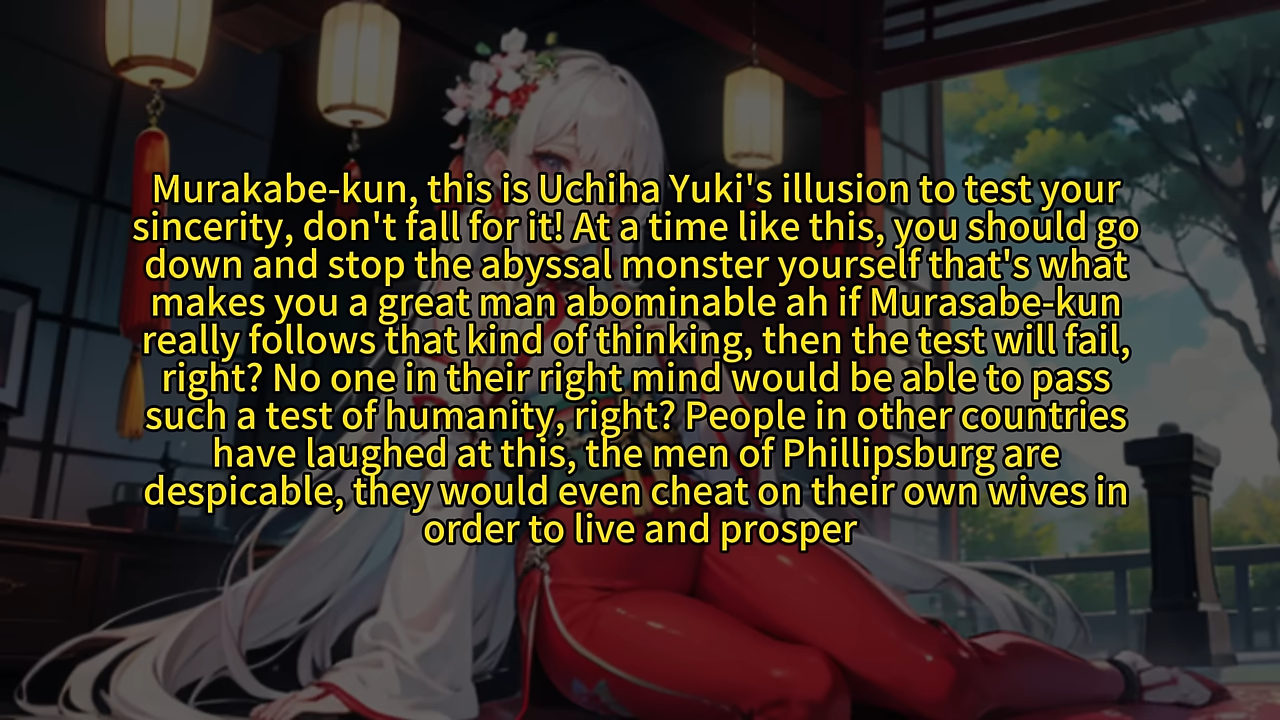 Murakabe-kun, this is Uchiha Yuki's illusion to test your
sincerity, don't fall for it! At a time like this, you should go
down and stop the abyssal monster yourself that's what
makes you a great man abominable ah if Murasabe-kun
really follows that kind of thinking, then the test will fail,
right? No one in their right mind would be able to pass
such a test of humanity, right? People in other countries
have laughed at this, the men of Phillipsburg are
despicable, they would even cheat on their own wives in
order to live and prosper